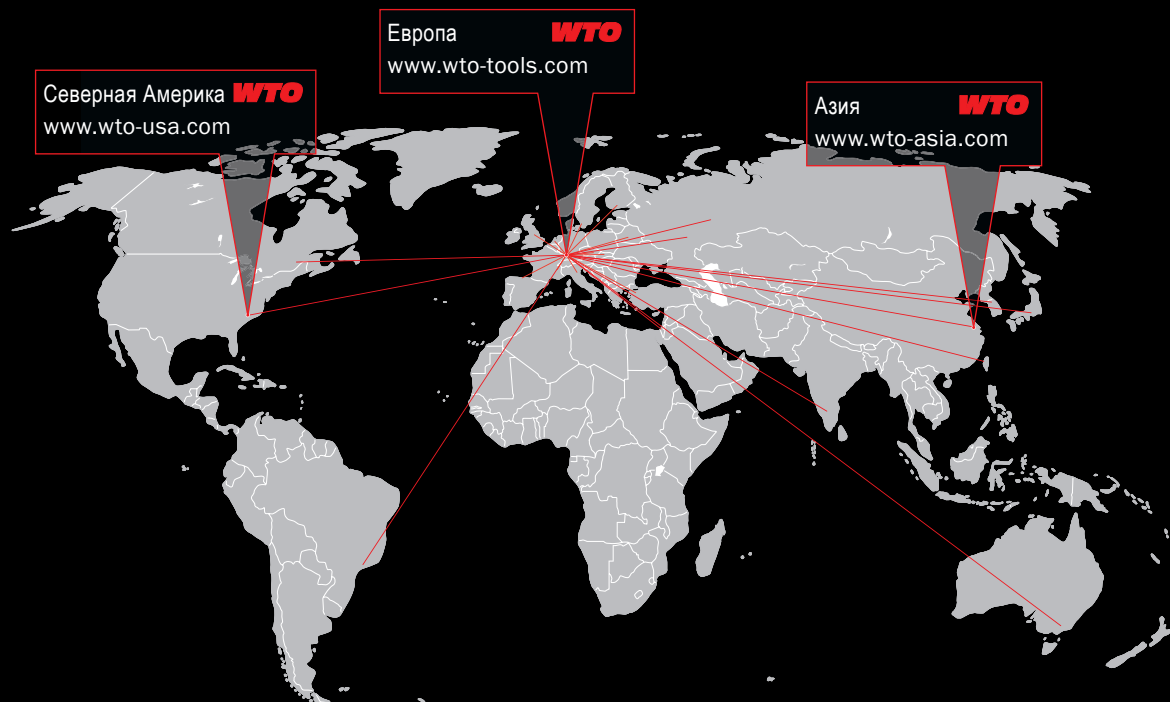 Европа WTO
www.wto-tools.com
Северная Америка WTO
www.wto-usa.com
Азия WTO
www.wto-asia.com